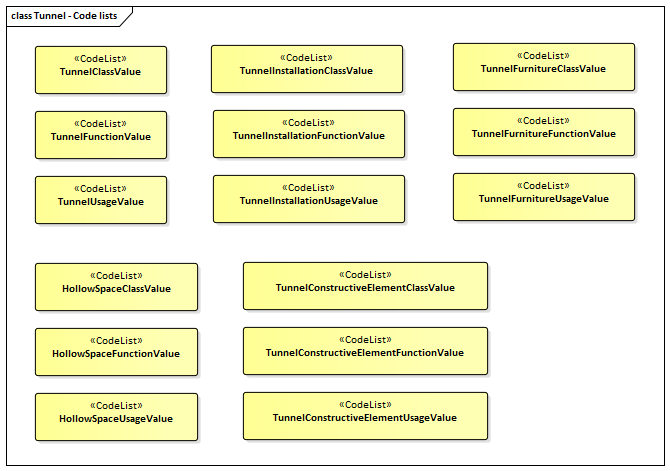 class Tunnel - Code lists
«CodeList»
TunnelClassValue
«CodeList»
TunnelInstallationClassValue
«CodeList»
TunnelFurnitureClassValue
«CodeList»
TunnelFunctionValue
«CodeList»
TunnelInstallationFunctionValue
«CodeList»
TunnelFurnitureFunctionValue
«CodeList»
TunnelUsageValue
«CodeList»
TunnelInstallationUsageValue
«CodeList»
TunnelFurnitureUsageValue
«CodeList»
HollowSpaceClassValue
«CodeList»
TunnelConstructiveElementClassValue
«CodeList»
HollowSpaceFunctionValue
«CodeList»
TunnelConstructiveElementFunctionValue
«CodeList»
HollowSpaceUsageValue
«CodeList»
TunnelConstructiveElementUsageValue